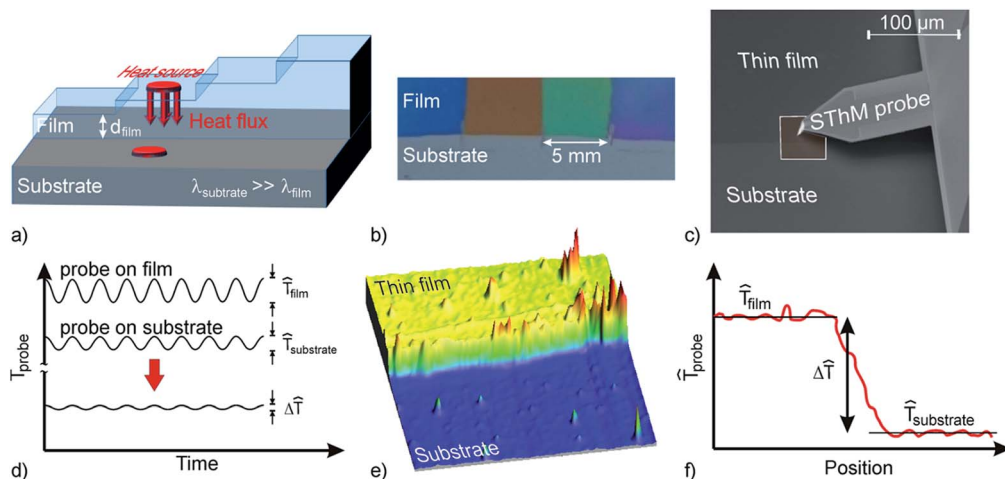 Heat source
Film
d_film
Heat flux
Substrate
λ_subtrate >> λ_film
a)
Film
Substrate
5 mm
b)
100 µm
Thin film
SThM probe
Substrate
c)
T_probe
probe on film
T̂_film
probe on substrate
T̂_substrate
ΔT̂
Time
d)
Thin film
Substrate
e)
T̂_probe
T̂_film
ΔT̂
T̂_substrate
Position
f)